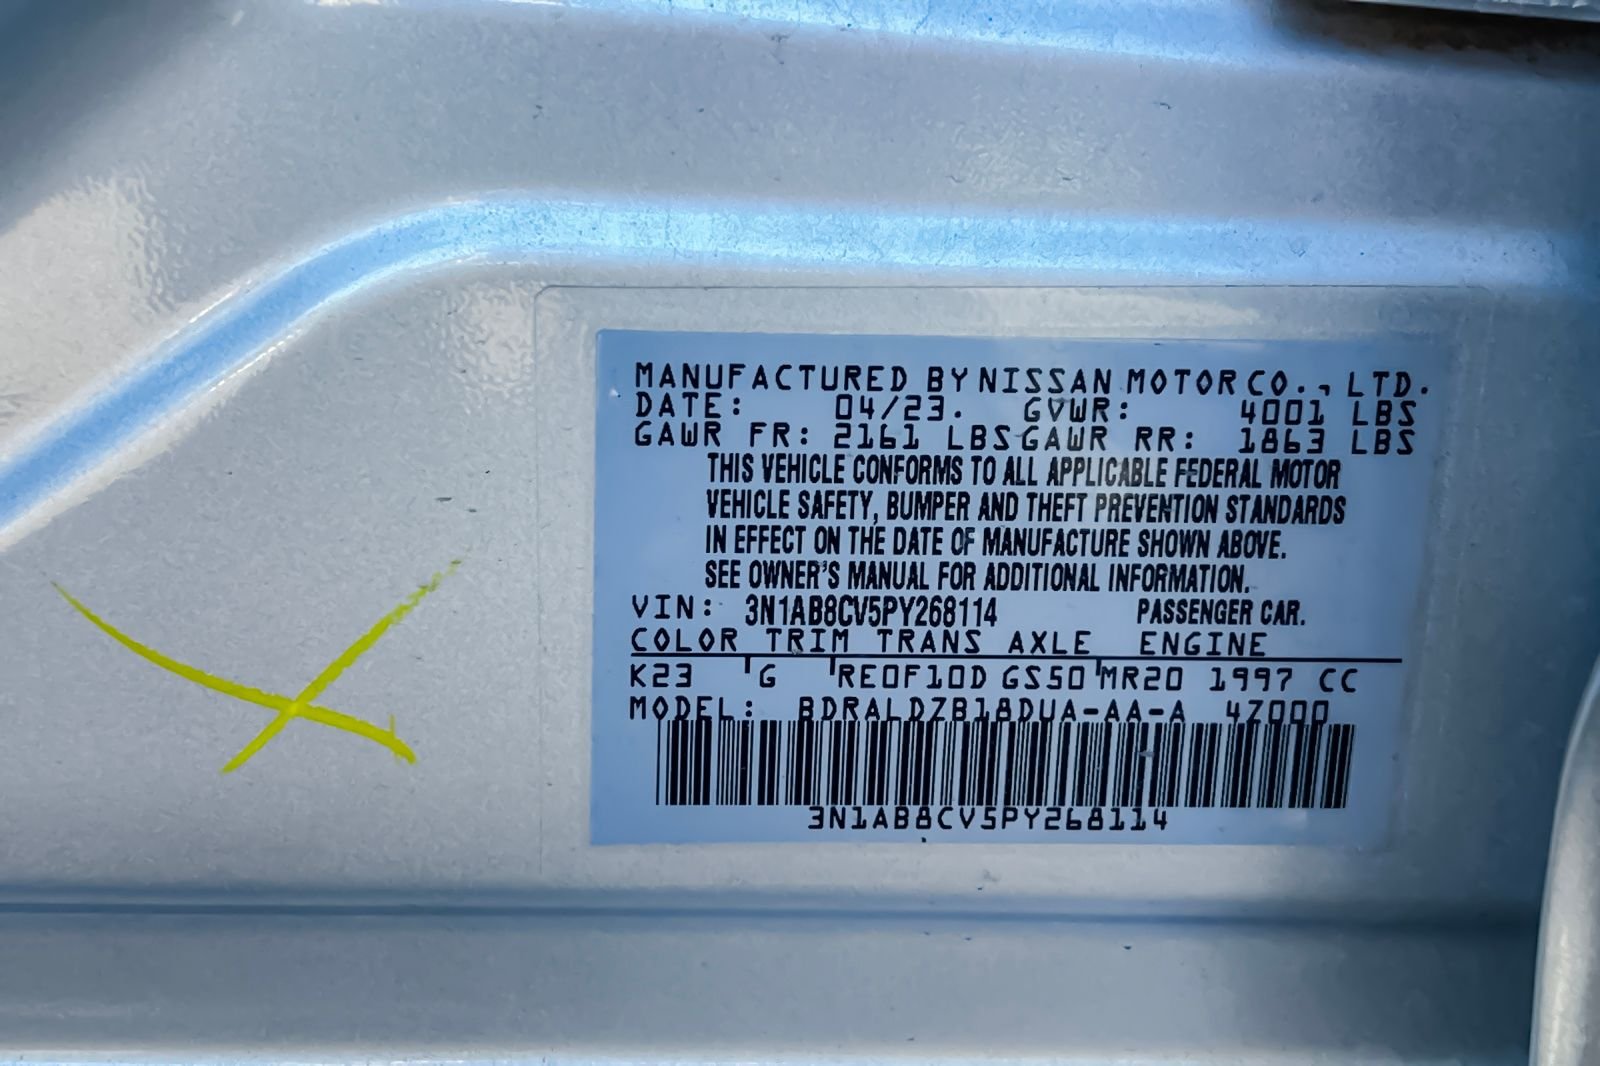 MANUFACTURED BY NISSAN MOTOR CO., LTD.
DATE: 04/23. GVWR: 4001 LBS
GAWR FR: 2161 LBS GAWR RR: 1863 LBS
THIS VEHICLE CONFORMS TO ALL APPLICABLE FEDERAL MOTOR
VEHICLE SAFETY, BUMPER AND THEFT PREVENTION STANDARDS
IN EFFECT ON THE DATE OF MANUFACTURE SHOWN ABOVE.
SEE OWNER'S MANUAL FOR ADDITIONAL INFORMATION.
VIN: 3N1AB8CV5PY268114 PASSENGER CAR.
COLOR TRIM TRANS AXLE ENGINE
K23 G RE0F10D GS50 MR20 1997 CC
MODEL: BDRALDZB18DUA-AA-A 4Z000
3N1AB8CV5PY268114